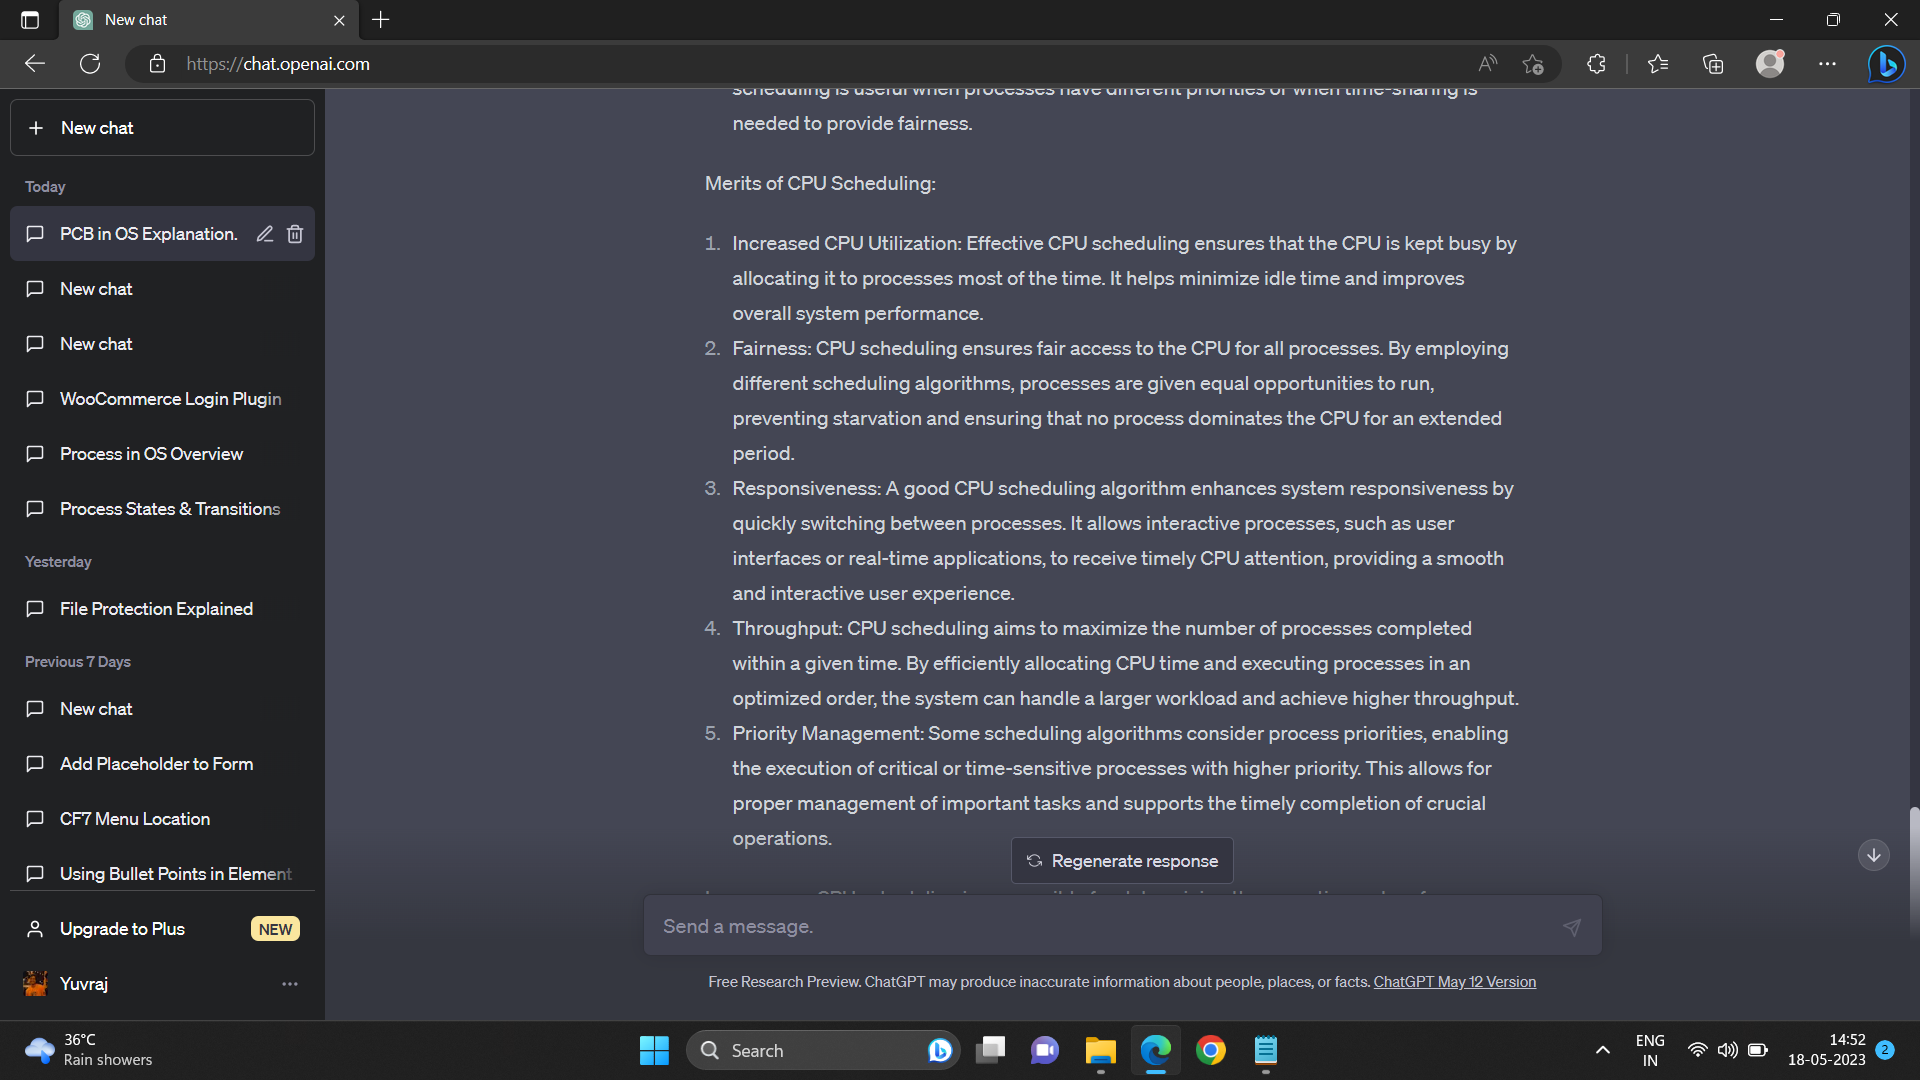 New chat
https://chat.openai.com
New chat
Today
PCB in OS Explanation.
New chat
New chat
WooCommerce Login Plugin
Process in OS Overview
Process States & Transitions
Yesterday
File Protection Explained
Previous 7 Days
New chat
Add Placeholder to Form
CF7 Menu Location
Using Bullet Points in Element
Upgrade to Plus NEW
Yuvraj
scheduling is useful when processes have different priorities or when time-sharing is
needed to provide fairness.
Merits of CPU Scheduling:
1. Increased CPU Utilization: Effective CPU scheduling ensures that the CPU is kept busy by
allocating it to processes most of the time. It helps minimize idle time and improves
overall system performance.
2. Fairness: CPU scheduling ensures fair access to the CPU for all processes. By employing
different scheduling algorithms, processes are given equal opportunities to run,
preventing starvation and ensuring that no process dominates the CPU for an extended
period.
3. Responsiveness: A good CPU scheduling algorithm enhances system responsiveness by
quickly switching between processes. It allows interactive processes, such as user
interfaces or real-time applications, to receive timely CPU attention, providing a smooth
and interactive user experience.
4. Throughput: CPU scheduling aims to maximize the number of processes completed
within a given time. By efficiently allocating CPU time and executing processes in an
optimized order, the system can handle a larger workload and achieve higher throughput.
5. Priority Management: Some scheduling algorithms consider process priorities, enabling
the execution of critical or time-sensitive processes with higher priority. This allows for
proper management of important tasks and supports the timely completion of crucial
operations.
Regenerate response
Send a message.
Free Research Preview. ChatGPT may produce inaccurate information about people, places, or facts. ChatGPT May 12 Version
36°C
Rain showers
Search
ENG
IN
14:52
18-05-2023
2